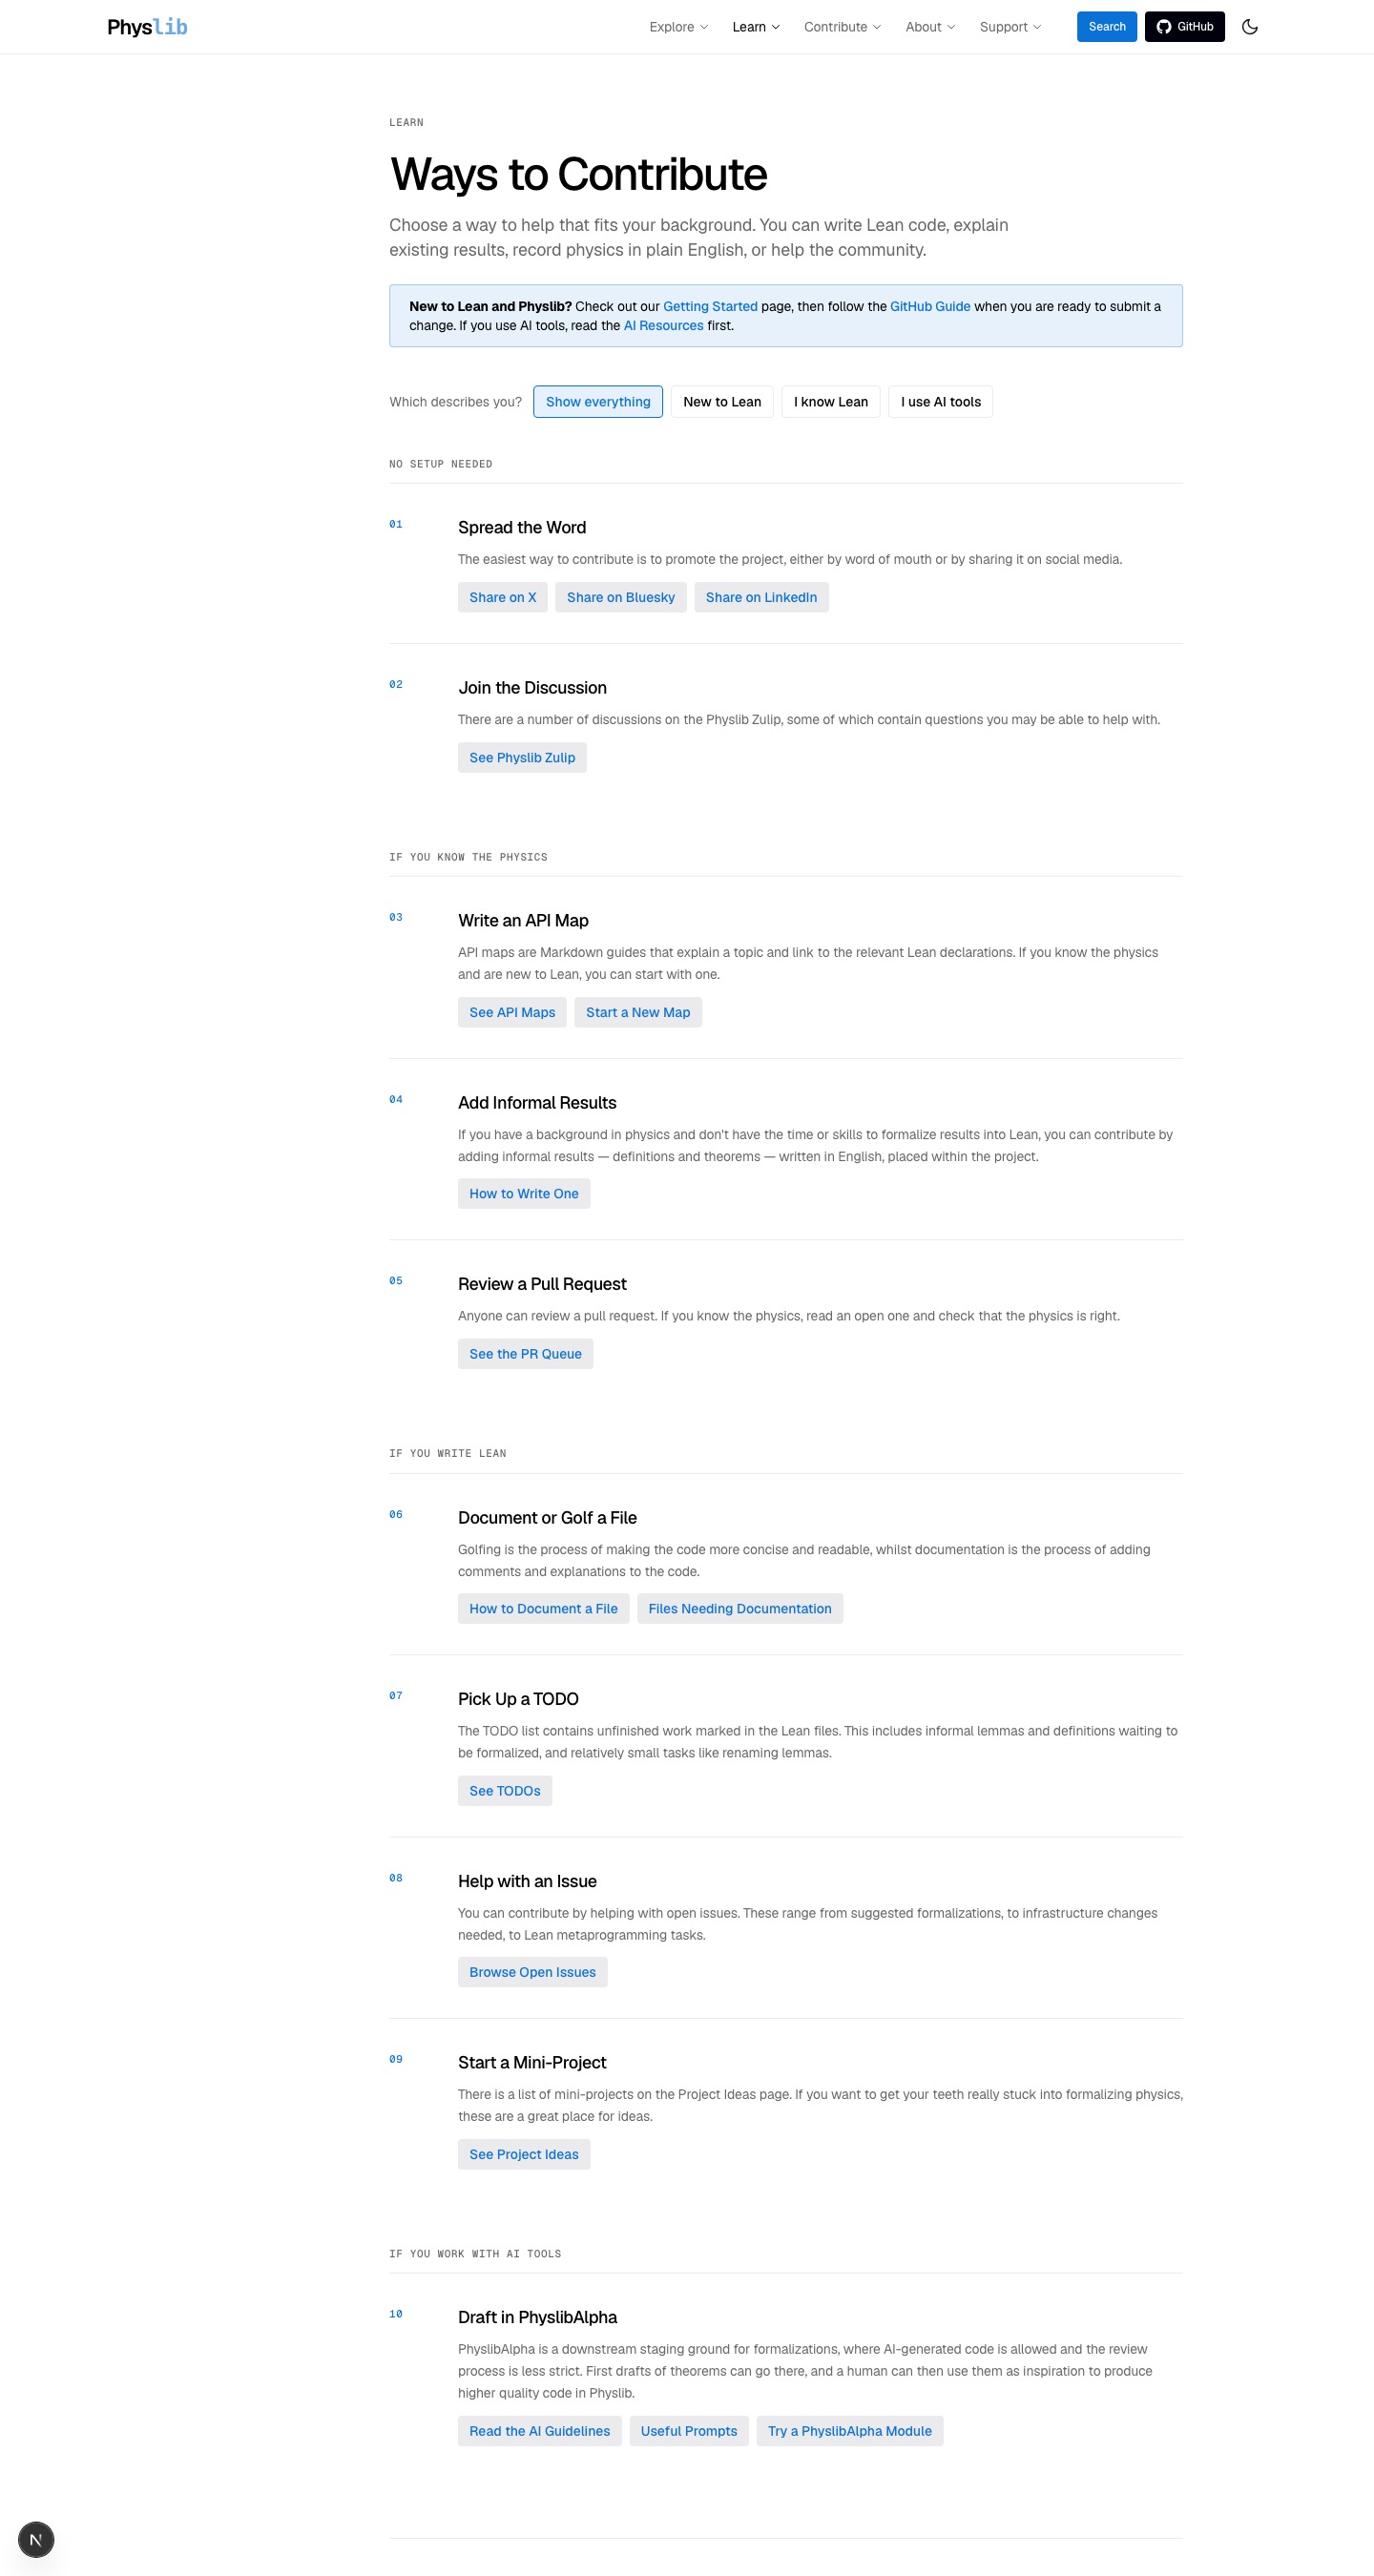 Physlib
Explore Learn Contribute About Support Search GitHub
LEARN
Ways to Contribute
Choose a way to help that fits your background. You can write Lean code, explain
existing results, record physics in plain English, or help the community.
New to Lean and Physlib? Check out our Getting Started page, then follow the GitHub Guide when you are ready to submit a
change. If you use AI tools, read the AI Resources first.
Which describes you? Show everything New to Lean I know Lean I use AI tools
NO SETUP NEEDED
01 Spread the Word
The easiest way to contribute is to promote the project, either by word of mouth or by sharing it on social media.
Share on X Share on Bluesky Share on LinkedIn
02 Join the Discussion
There are a number of discussions on the Physlib Zulip, some of which contain questions you may be able to help with.
See Physlib Zulip
IF YOU KNOW THE PHYSICS
03 Write an API Map
API maps are Markdown guides that explain a topic and link to the relevant Lean declarations. If you know the physics
and are new to Lean, you can start with one.
See API Maps Start a New Map
04 Add Informal Results
If you have a background in physics and don't have the time or skills to formalize results into Lean, you can contribute by
adding informal results — definitions and theorems — written in English, placed within the project.
How to Write One
05 Review a Pull Request
Anyone can review a pull request. If you know the physics, read an open one and check that the physics is right.
See the PR Queue
IF YOU WRITE LEAN
06 Document or Golf a File
Golfing is the process of making the code more concise and readable, whilst documentation is the process of adding
comments and explanations to the code.
How to Document a File Files Needing Documentation
07 Pick Up a TODO
The TODO list contains unfinished work marked in the Lean files. This includes informal lemmas and definitions waiting to
be formalized, and relatively small tasks like renaming lemmas.
See TODOs
08 Help with an Issue
You can contribute by helping with open issues. These range from suggested formalizations, to infrastructure changes
needed, to Lean metaprogramming tasks.
Browse Open Issues
09 Start a Mini-Project
There is a list of mini-projects on the Project Ideas page. If you want to get your teeth really stuck into formalizing physics,
these are a great place for ideas.
See Project Ideas
IF YOU WORK WITH AI TOOLS
10 Draft in PhyslibAlpha
PhyslibAlpha is a downstream staging ground for formalizations, where AI-generated code is allowed and the review
process is less strict. First drafts of theorems can go there, and a human can then use them as inspiration to produce
higher quality code in Physlib.
Read the AI Guidelines Useful Prompts Try a PhyslibAlpha Module
N